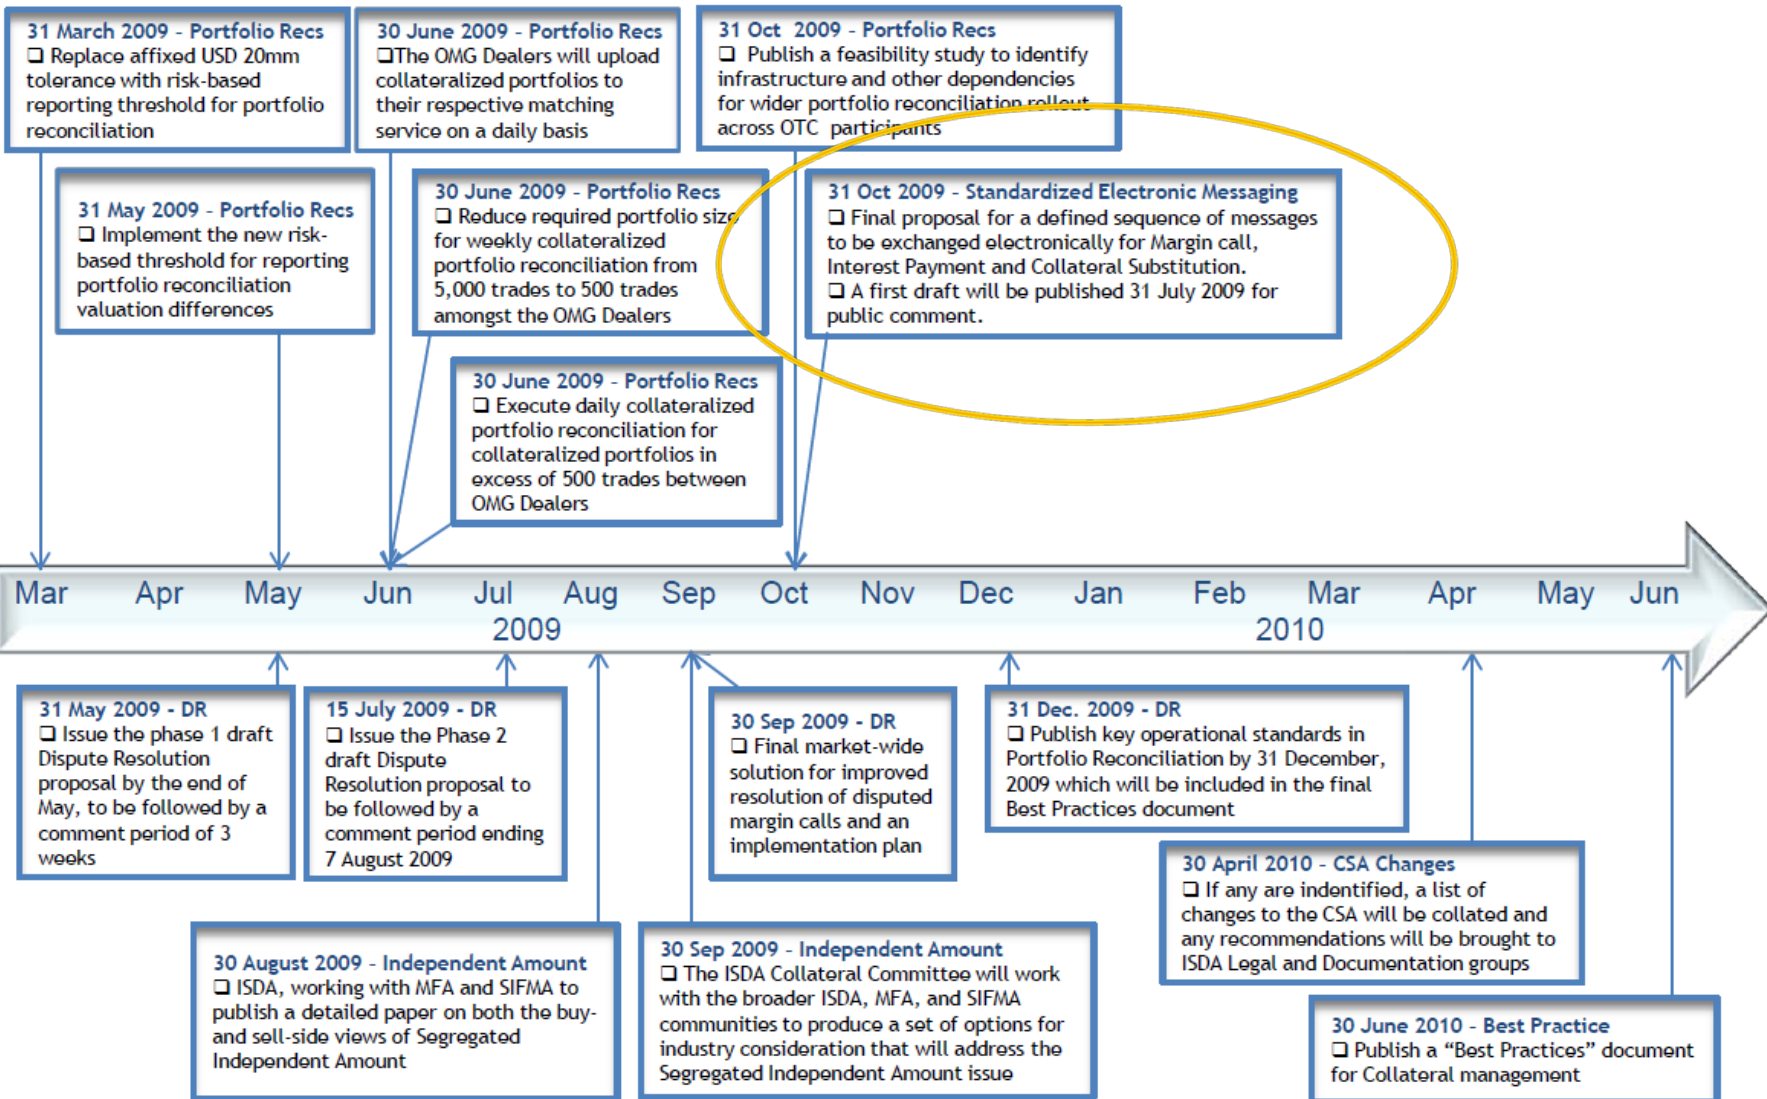 31 March 2009 - Portfolio Recs
❑ Replace affixed USD 20mm
tolerance with risk-based
reporting threshold for portfolio
reconciliation
30 June 2009 - Portfolio Recs
❑The OMG Dealers will upload
collateralized portfolios to
their respective matching
service on a daily basis
31 Oct 2009 - Portfolio Recs
❑ Publish a feasibility study to identify
infrastructure and other dependencies
for wider portfolio reconciliation rollout
across OTC participants
31 May 2009 - Portfolio Recs
❑ Implement the new risk-
based threshold for reporting
portfolio reconciliation
valuation differences
30 June 2009 - Portfolio Recs
❑ Reduce required portfolio size
for weekly collateralized
portfolio reconciliation from
5,000 trades to 500 trades
amongst the OMG Dealers
31 Oct 2009 - Standardized Electronic Messaging
❑ Final proposal for a defined sequence of messages
to be exchanged electronically for Margin call,
Interest Payment and Collateral Substitution.
❑ A first draft will be published 31 July 2009 for
public comment.
30 June 2009 - Portfolio Recs
❑ Execute daily collateralized
portfolio reconciliation for
collateralized portfolios in
excess of 500 trades between
OMG Dealers
Mar Apr May Jun Jul Aug Sep Oct Nov Dec Jan Feb Mar Apr May Jun
2009 2010
31 May 2009 - DR
❑ Issue the phase 1 draft
Dispute Resolution
proposal by the end of
May, to be followed by a
comment period of 3
weeks
15 July 2009 - DR
❑ Issue the Phase 2
draft Dispute
Resolution proposal to
be followed by a
comment period ending
7 August 2009
30 Sep 2009 - DR
❑ Final market-wide
solution for improved
resolution of disputed
margin calls and an
implementation plan
31 Dec. 2009 - DR
❑ Publish key operational standards in
Portfolio Reconciliation by 31 December,
2009 which will be included in the final
Best Practices document
30 April 2010 - CSA Changes
❑ If any are indentified, a list of
changes to the CSA will be collated and
any recommendations will be brought to
ISDA Legal and Documentation groups
30 August 2009 - Independent Amount
❑ ISDA, working with MFA and SIFMA to
publish a detailed paper on both the buy-
and sell-side views of Segregated
Independent Amount
30 Sep 2009 - Independent Amount
❑ The ISDA Collateral Committee will work
with the broader ISDA, MFA, and SIFMA
communities to produce a set of options for
industry consideration that will address the
Segregated Independent Amount issue
30 June 2010 - Best Practice
❑ Publish a “Best Practices” document
for Collateral management